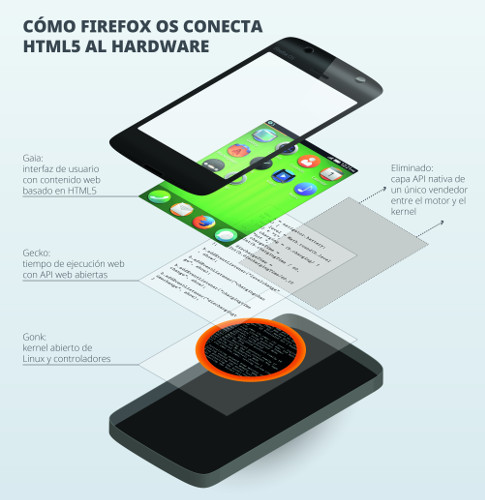 CÓMO FIREFOX OS CONECTA
HTML5 AL HARDWARE
Gaia:
interfaz de usuario
con contenido web
basado en HTML5
Eliminado:
capa API nativa de
un único vendedor
entre el motor y el
kernel
Gecko:
tiempo de ejecución web
con API web abiertas
Gonk:
kernel abierto de
Linux y controladores